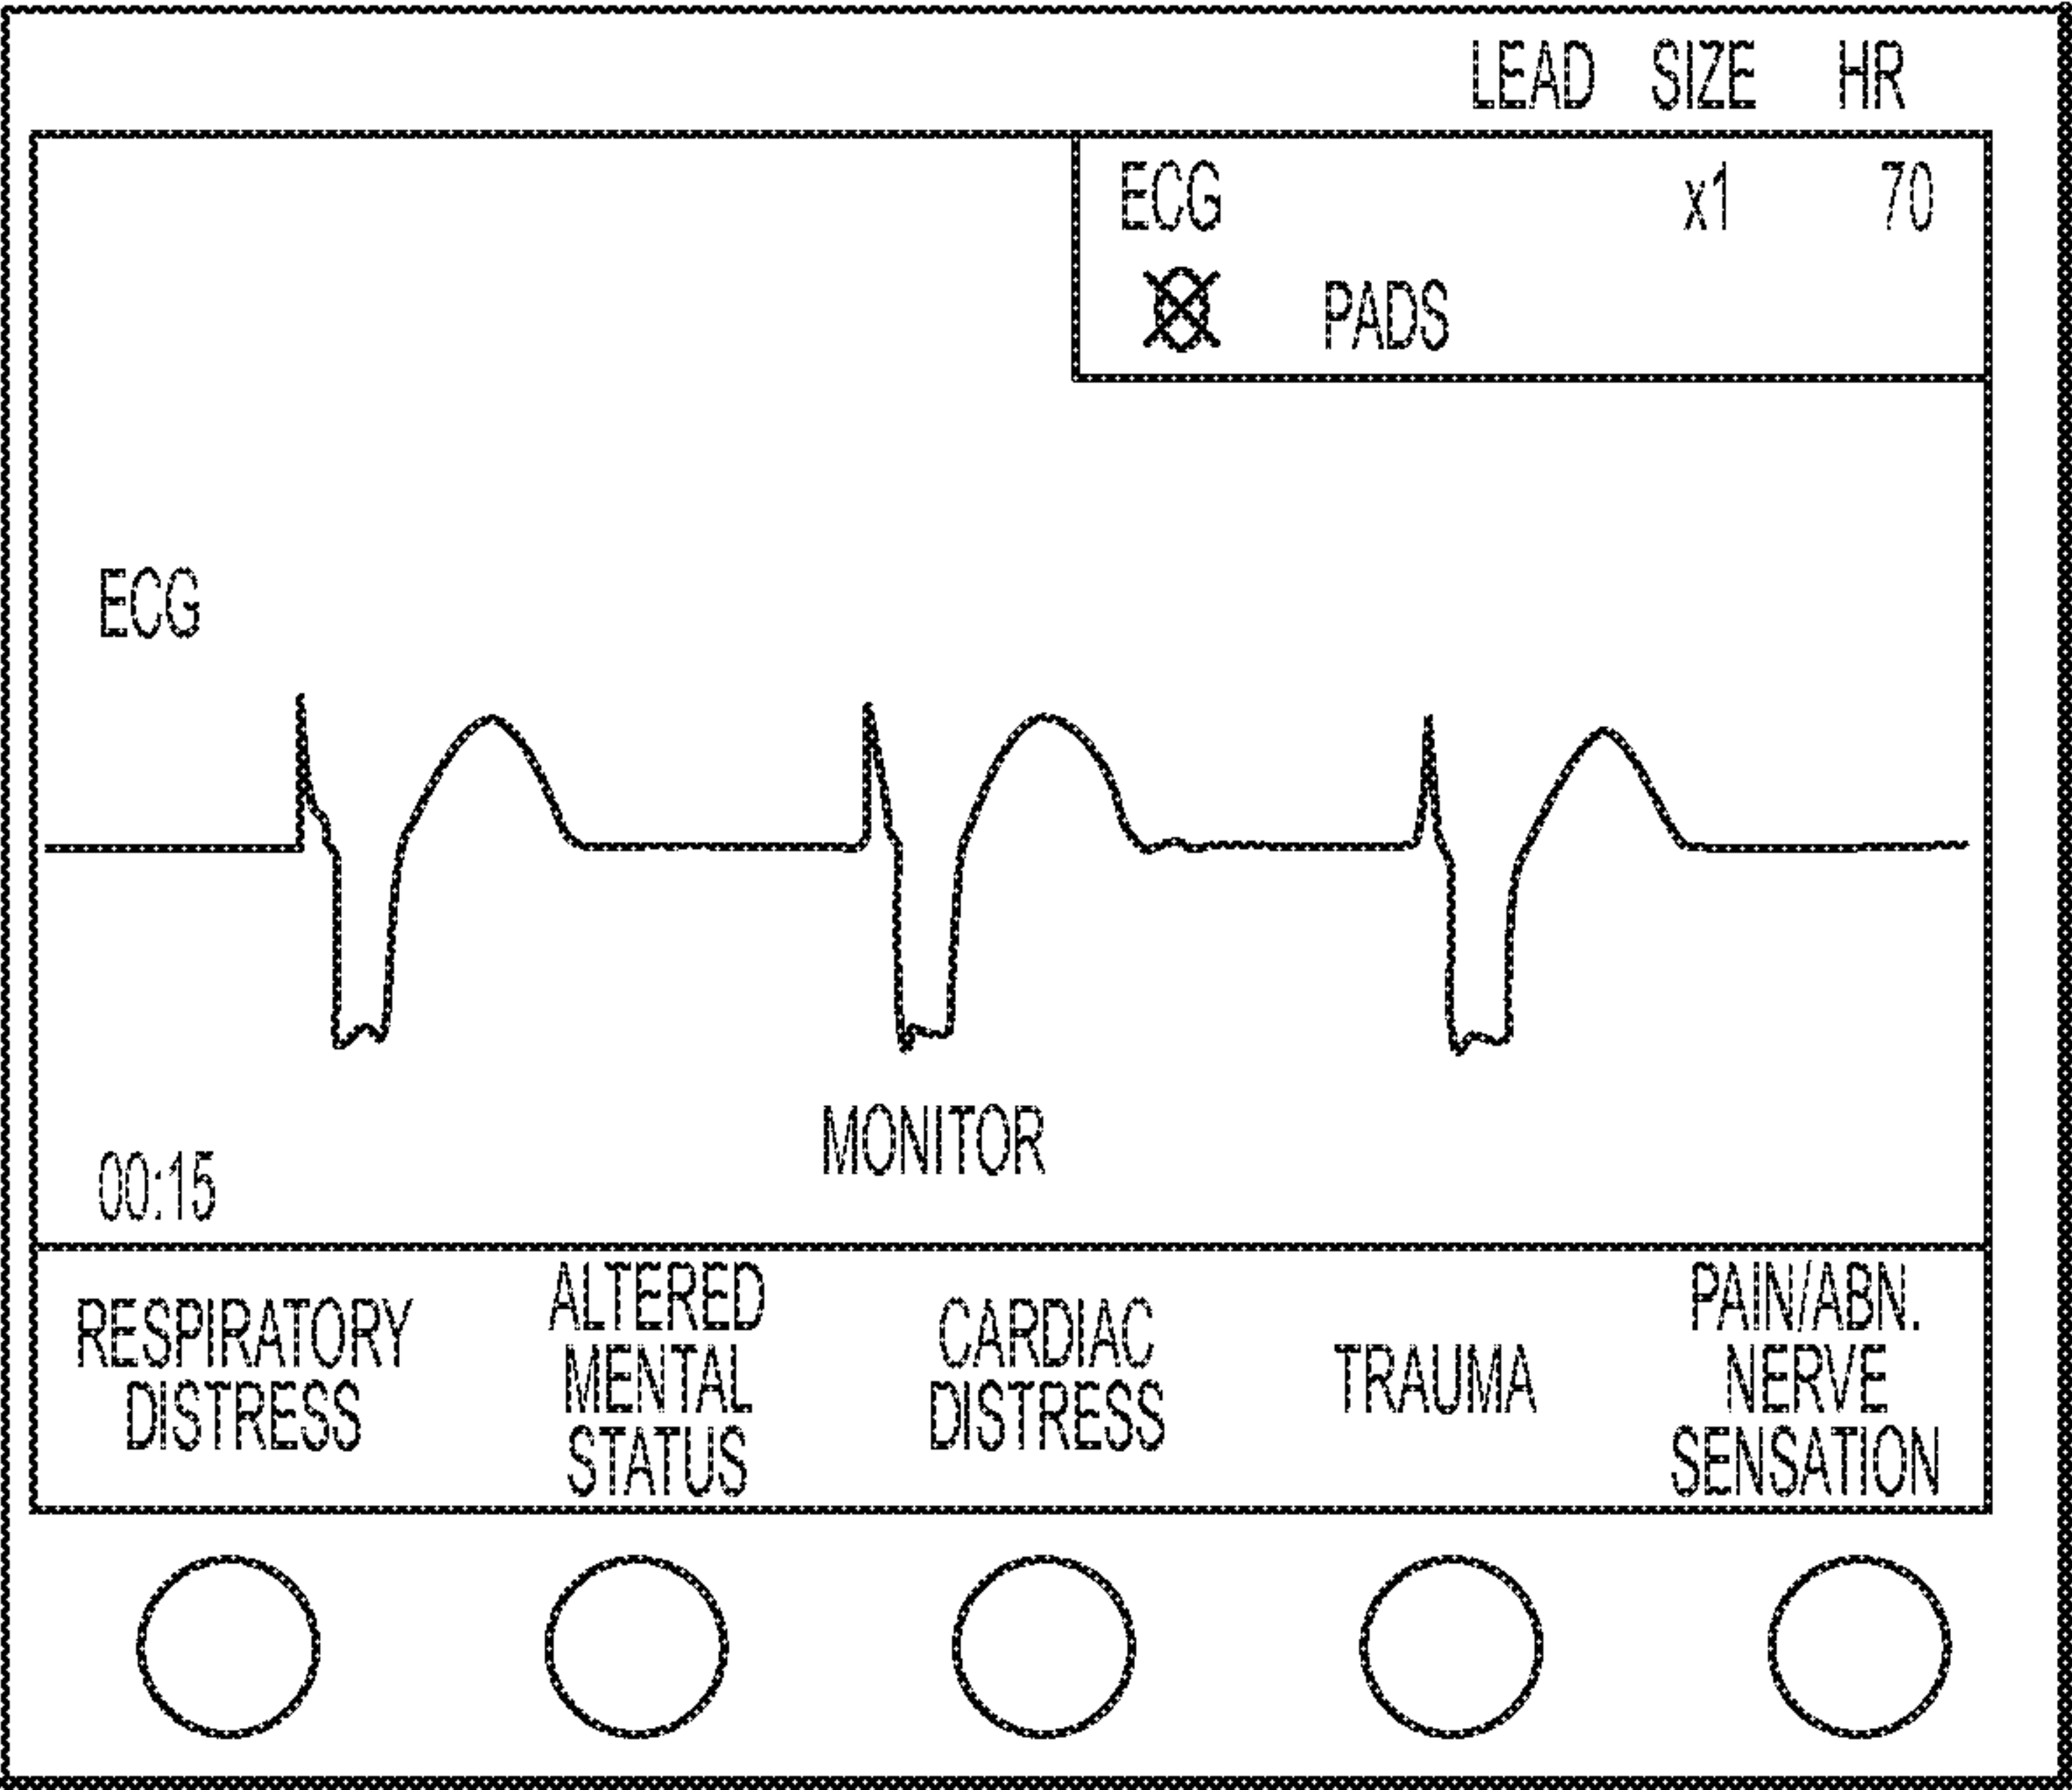 LEAD SIZE HR
ECG x1 70
PADS
ECG
MONITOR
00:15
RESPIRATORY
DISTRESS
ALTERED
MENTAL
STATUS
CARDIAC
DISTRESS
TRAUMA
PAIN/ABN.
NERVE
SENSATION